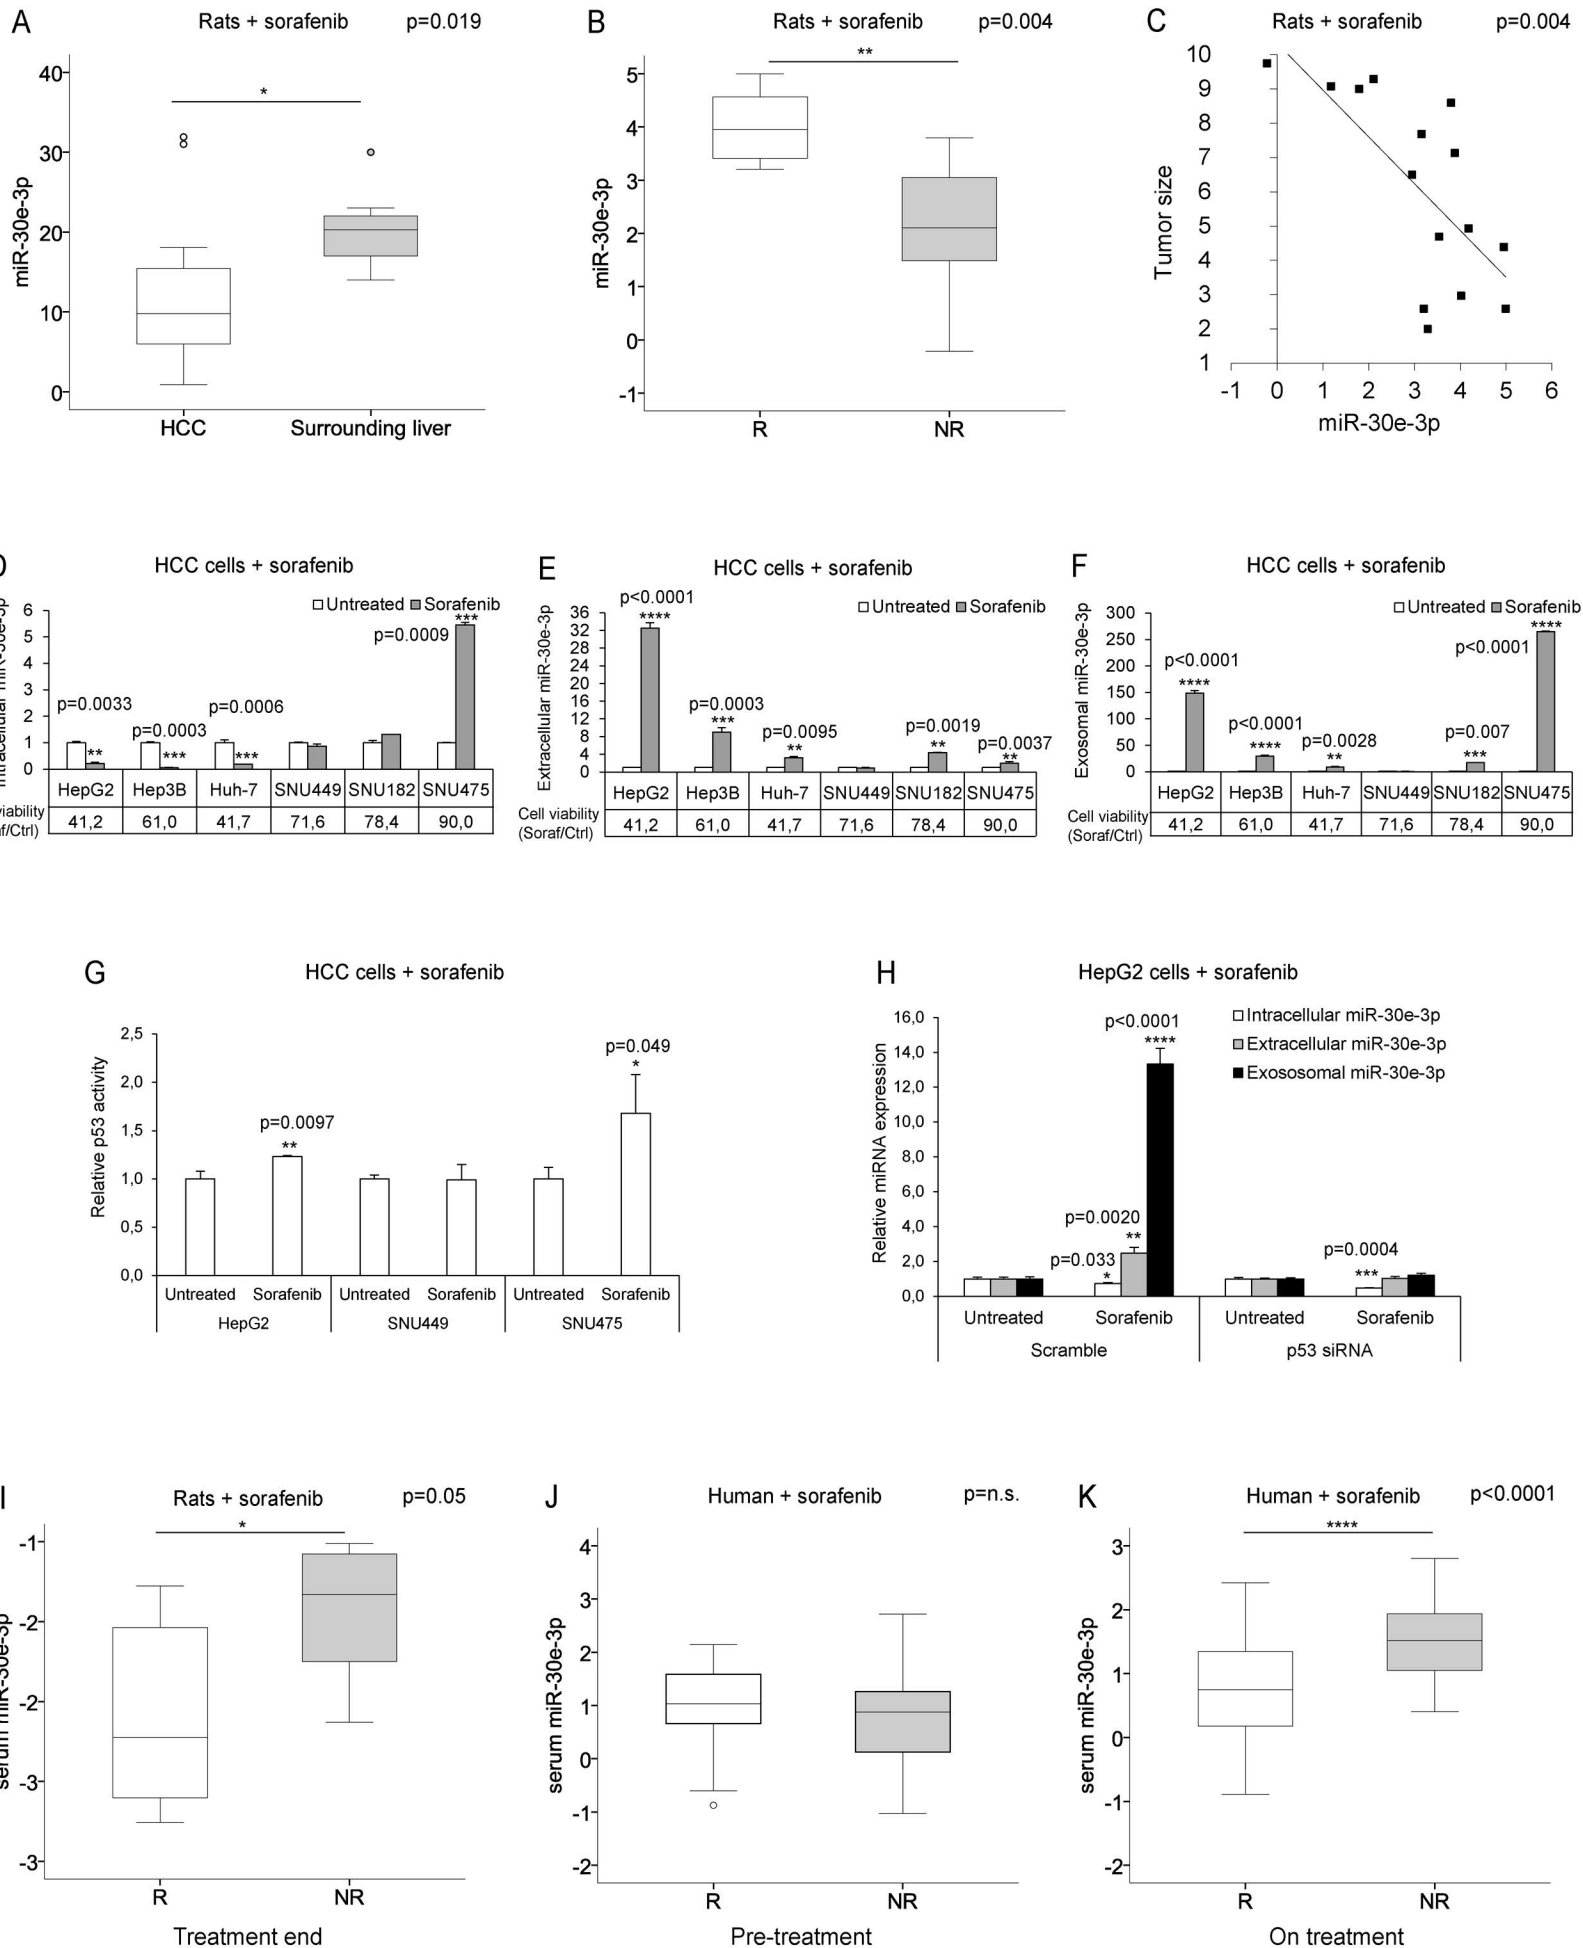 A Rats + sorafenib p=0.019
40
30
20
10
0
miR-30e-3p
*
HCC Surrounding liver
B Rats + sorafenib p=0.004
5
4
3
2
1
0
-1
miR-30e-3p
**
R NR
C Rats + sorafenib p=0.004
10
9
8
7
6
5
4
3
2
1
Tumor size
-1 0 1 2 3 4 5 6
miR-30e-3p
HCC cells + sorafenib
Untreated Sorafenib
6
5
4
3
2
1
0
miR-30e-3p
p=0.0033
**
p=0.0003
***
p=0.0006
***
p=0.0009
***
HepG2 Hep3B Huh-7 SNU449 SNU182 SNU475
41,2 61,0 41,7 71,6 78,4 90,0
E HCC cells + sorafenib
Untreated Sorafenib
36
32
28
24
20
16
12
8
4
0
Extracellular miR-30e-3p
p<0.0001
****
p=0.0003
***
p=0.0095
**
p=0.0019
**
p=0.0037
**
HepG2 Hep3B Huh-7 SNU449 SNU182 SNU475
Cell viability
(Soraf/Ctrl)
41,2 61,0 41,7 71,6 78,4 90,0
F HCC cells + sorafenib
Untreated Sorafenib
300
250
200
150
100
50
0
Exosomal miR-30e-3p
p<0.0001
****
p<0.0001
****
p=0.0028
**
p=0.007
***
p<0.0001
****
HepG2 Hep3B Huh-7 SNU449 SNU182 SNU475
Cell viability
(Soraf/Ctrl)
41,2 61,0 41,7 71,6 78,4 90,0
G HCC cells + sorafenib
2,5
2,0
1,5
1,0
0,5
0,0
Relative p53 activity
p=0.0097
**
p=0.049
*
Untreated Sorafenib Untreated Sorafenib Untreated Sorafenib
HepG2 SNU449 SNU475
H HepG2 cells + sorafenib
Intracellular miR-30e-3p
Extracellular miR-30e-3p
Exososomal miR-30e-3p
16,0
14,0
12,0
10,0
8,0
6,0
4,0
2,0
0,0
Relative miRNA expression
p<0.0001
****
p=0.0020
**
p=0.033
*
p=0.0004
***
Untreated Sorafenib Untreated Sorafenib
Scramble p53 siRNA
I Rats + sorafenib p=0.05
-1
-2
-2
-3
-3
serum miR-30e-3p
*
R NR
Treatment end
J Human + sorafenib p=n.s.
4
3
2
1
0
-1
-2
serum miR-30e-3p
R NR
Pre-treatment
K Human + sorafenib p<0.0001
3
2
1
0
-1
-2
serum miR-30e-3p
****
R NR
On treatment